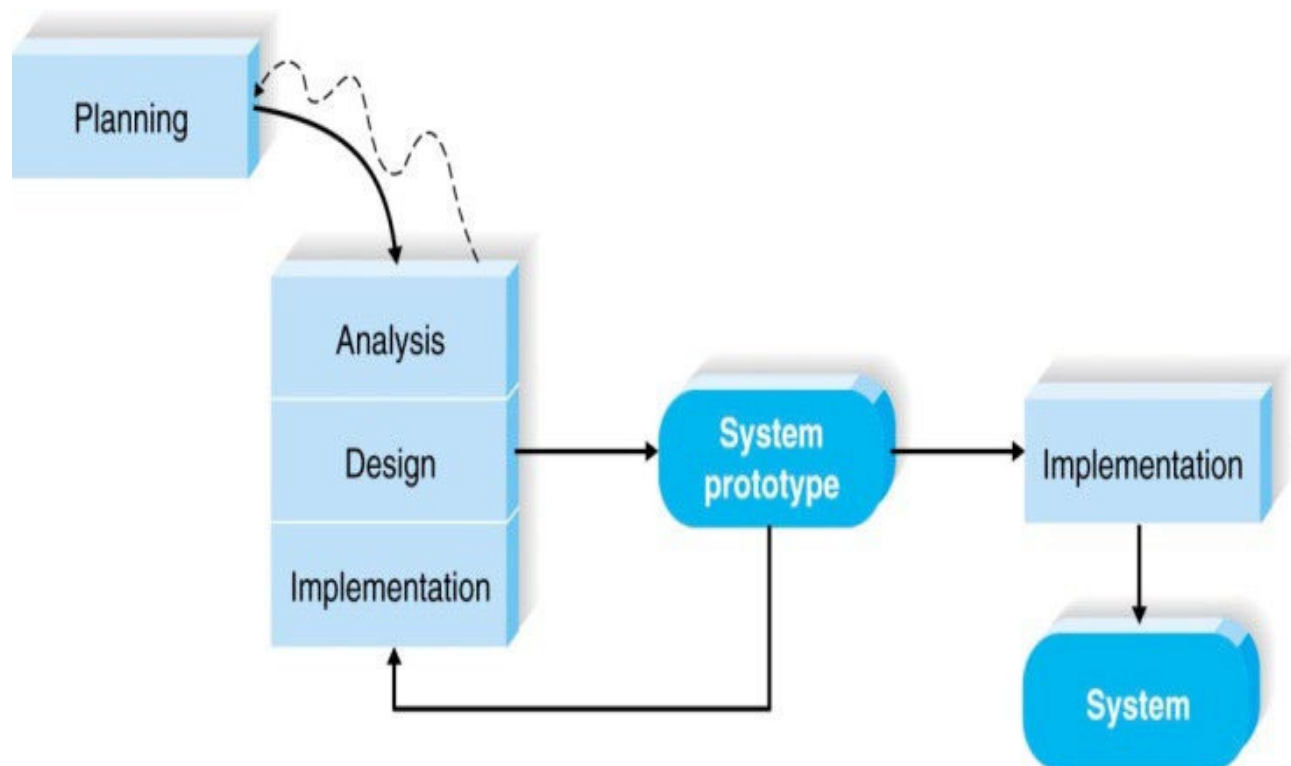 Planning
Analysis
Design
Implementation
System
prototype
Implementation
System